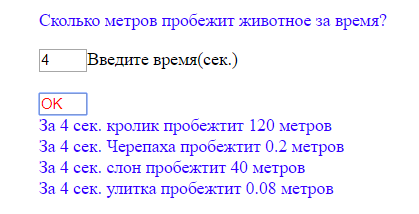 Сколько метров пробежит животное за время?
4 Введите время(сек.)
OK
За 4 сек. кролик пробежтит 120 метров
За 4 сек. Черепаха пробежтит 0.2 метров
За 4 сек. слон пробежтит 40 метров
За 4 сек. улитка пробежтит 0.08 метров